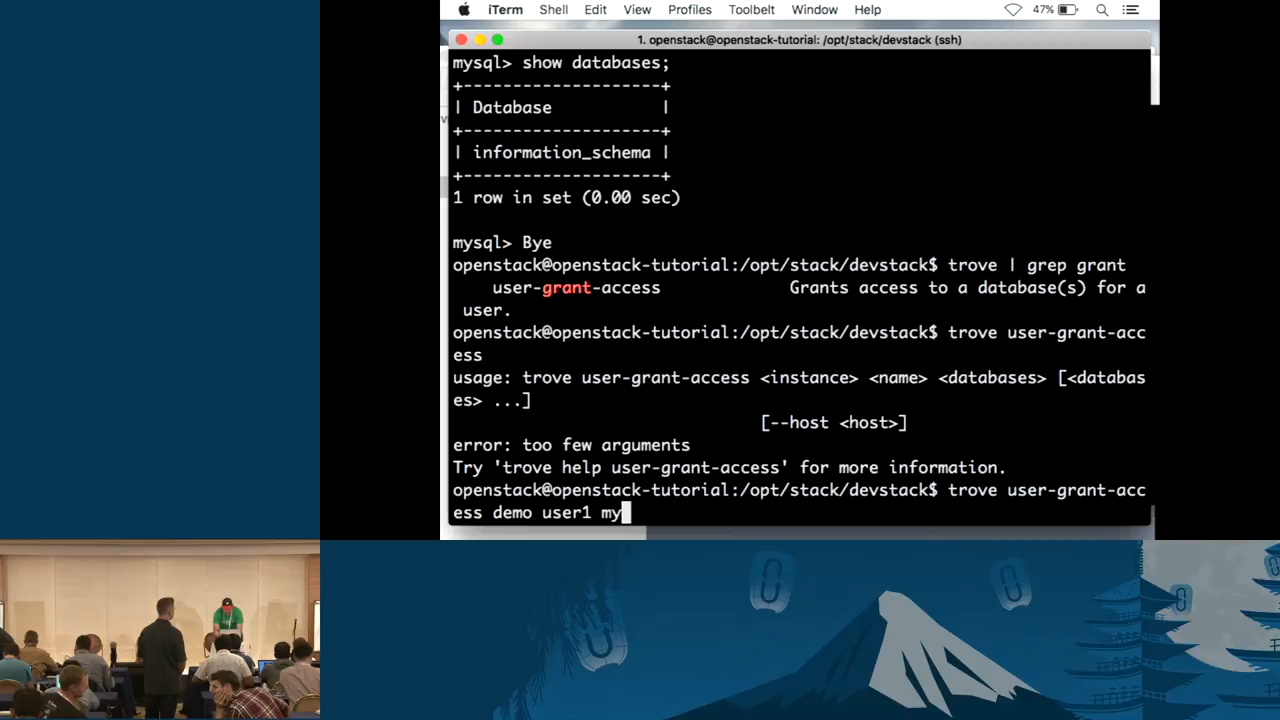 iTerm Shell Edit View Profiles Toolbelt Window Help 47%
1. openstack@openstack-tutorial: /opt/stack/devstack (ssh)
mysql> show databases;
+--------------------+
| Database           |
+--------------------+
| information_schema |
+--------------------+
1 row in set (0.00 sec)
mysql> Bye
openstack@openstack-tutorial:/opt/stack/devstack$ trove | grep grant
    user-grant-access             Grants access to a database(s) for a
 user.
openstack@openstack-tutorial:/opt/stack/devstack$ trove user-grant-acc
ess
usage: trove user-grant-access <instance> <name> <databases> [<databas
es> ...]
                               [--host <host>]
error: too few arguments
Try 'trove help user-grant-access' for more information.
openstack@openstack-tutorial:/opt/stack/devstack$ trove user-grant-acc
ess demo user1 my